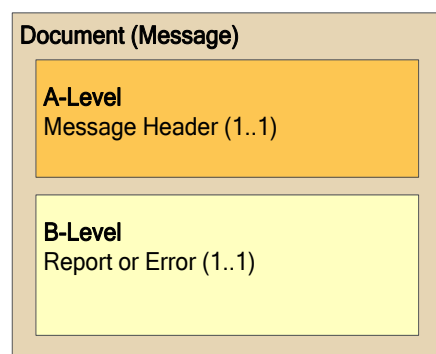 Document (Message)
A-Level
Message Header (1..1)
B-Level
Report or Error (1..1)